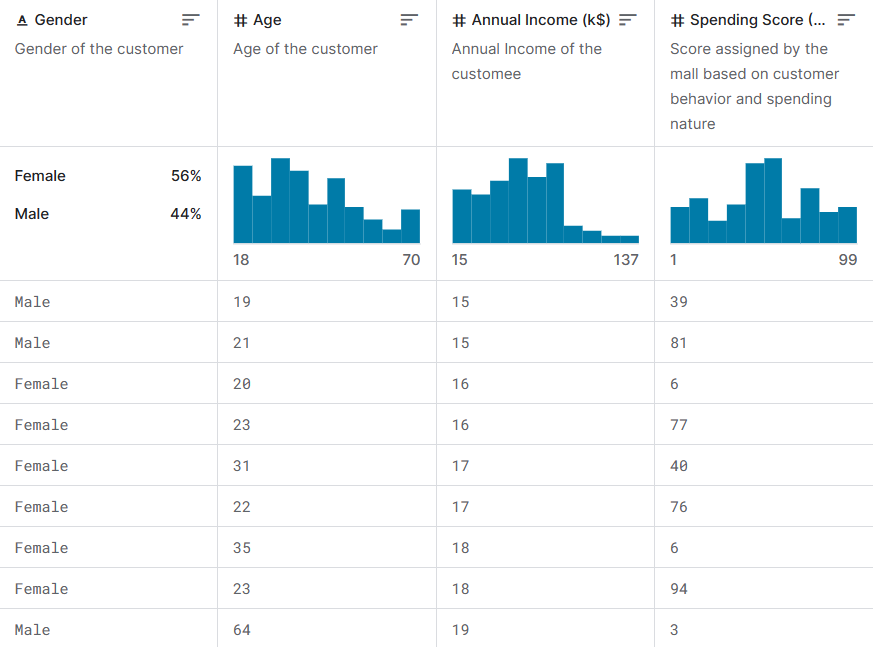 Gender
Age
Annual Income (k$)
Spending Score (...
Gender of the customer
Age of the customer
Annual Income of the
customee
Score assigned by the
mall based on customer
behavior and spending
nature
Female 56%
Male 44%
18 70
15 137
1 99
Male 19 15 39
Male 21 15 81
Female 20 16 6
Female 23 16 77
Female 31 17 40
Female 22 17 76
Female 35 18 6
Female 23 18 94
Male 64 19 3